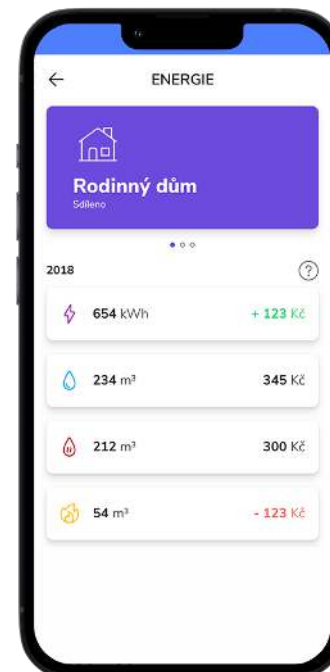 ENERGIE
Rodinný dům
Sdíleno
2018
654 kWh + 123 Kč
234 m³ 345 Kč
212 m³ 300 Kč
54 m³ - 123 Kč